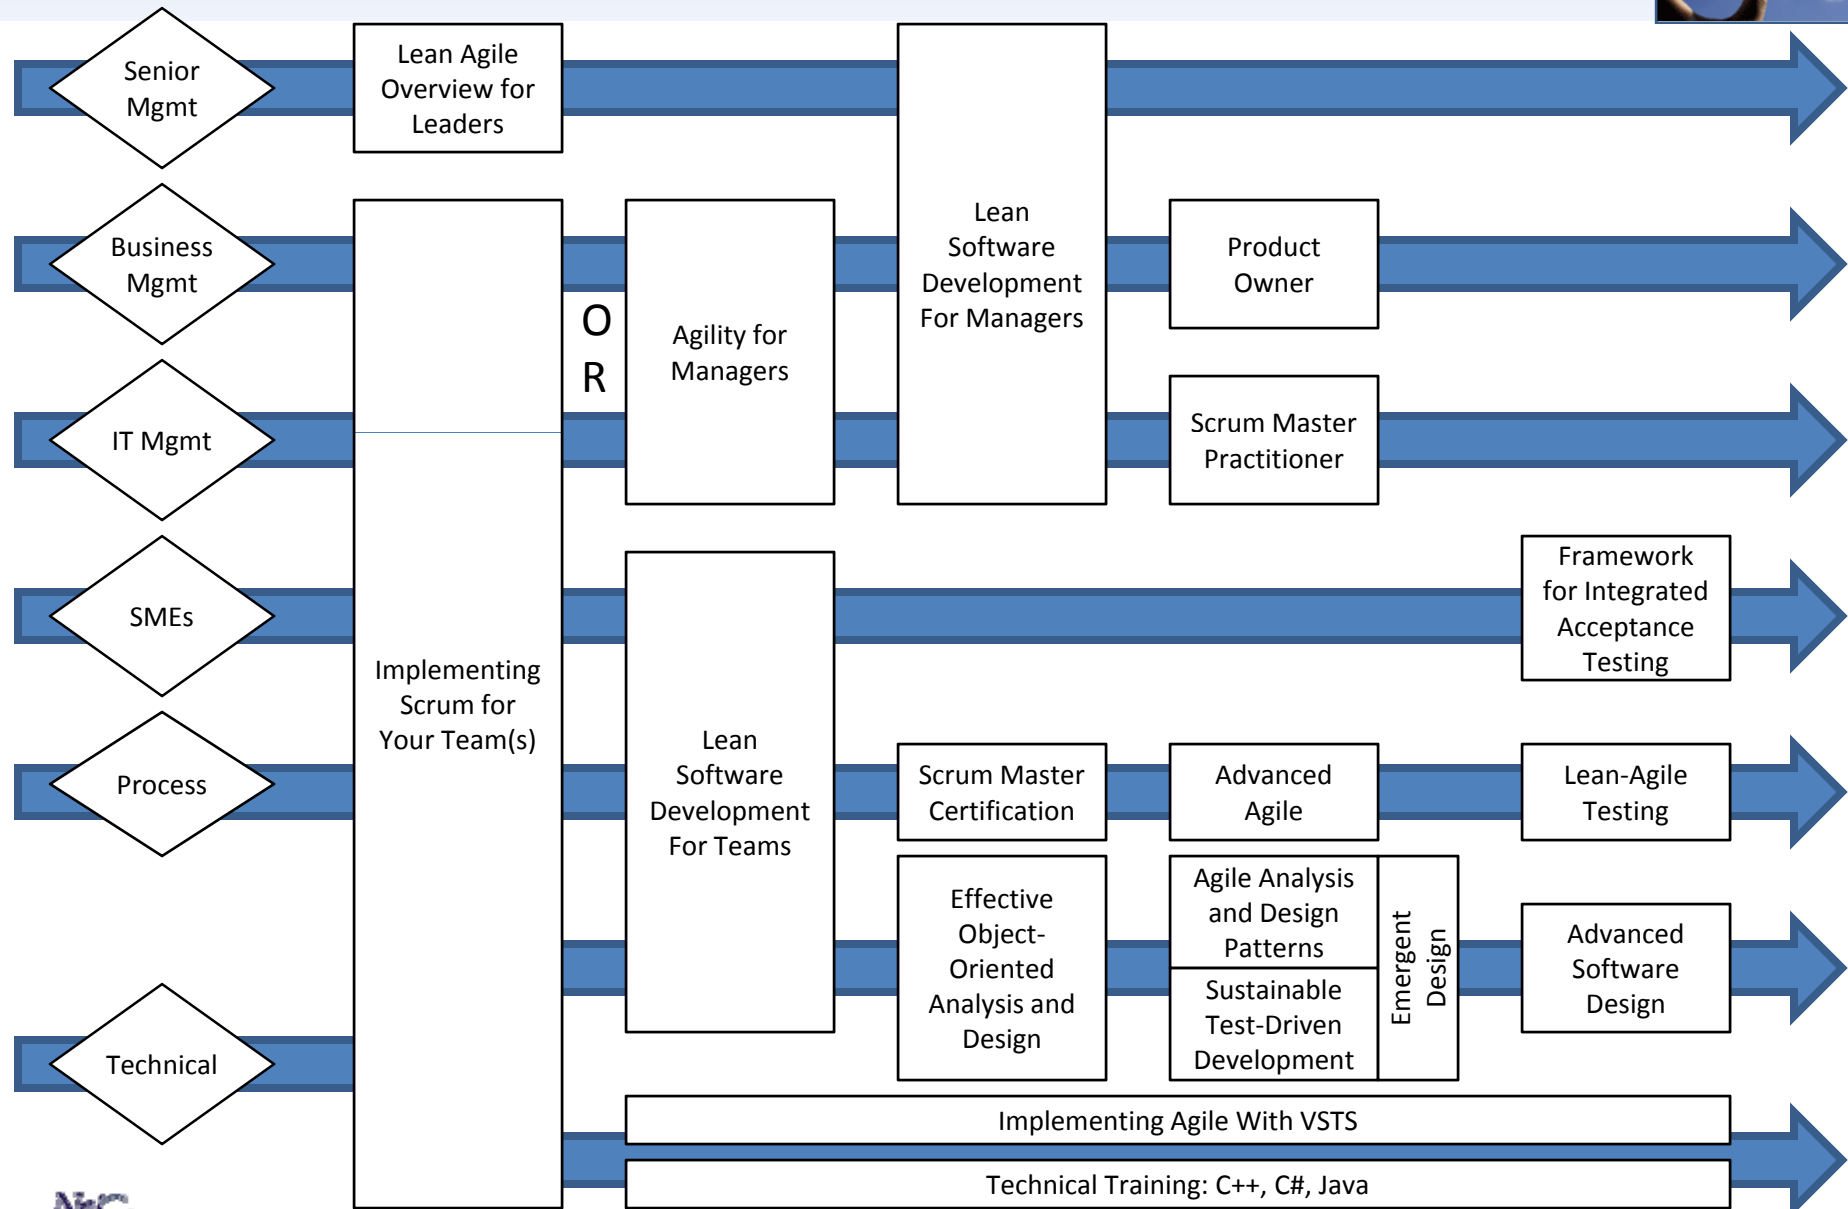 Senior
Mgmt
Lean Agile
Overview for
Leaders
Business
Mgmt
O
R
Agility for
Managers
Lean
Software
Development
For Managers
Product
Owner
IT Mgmt
Scrum Master
Practitioner
SMEs
Implementing
Scrum for
Your Team(s)
Framework
for Integrated
Acceptance
Testing
Process
Lean
Software
Development
For Teams
Scrum Master
Certification
Advanced
Agile
Lean-Agile
Testing
Technical
Effective
Object-
Oriented
Analysis and
Design
Agile Analysis
and Design
Patterns
Sustainable
Test-Driven
Development
Emergent
Design
Advanced
Software
Design
Implementing Agile With VSTS
Technical Training: C++, C#, Java